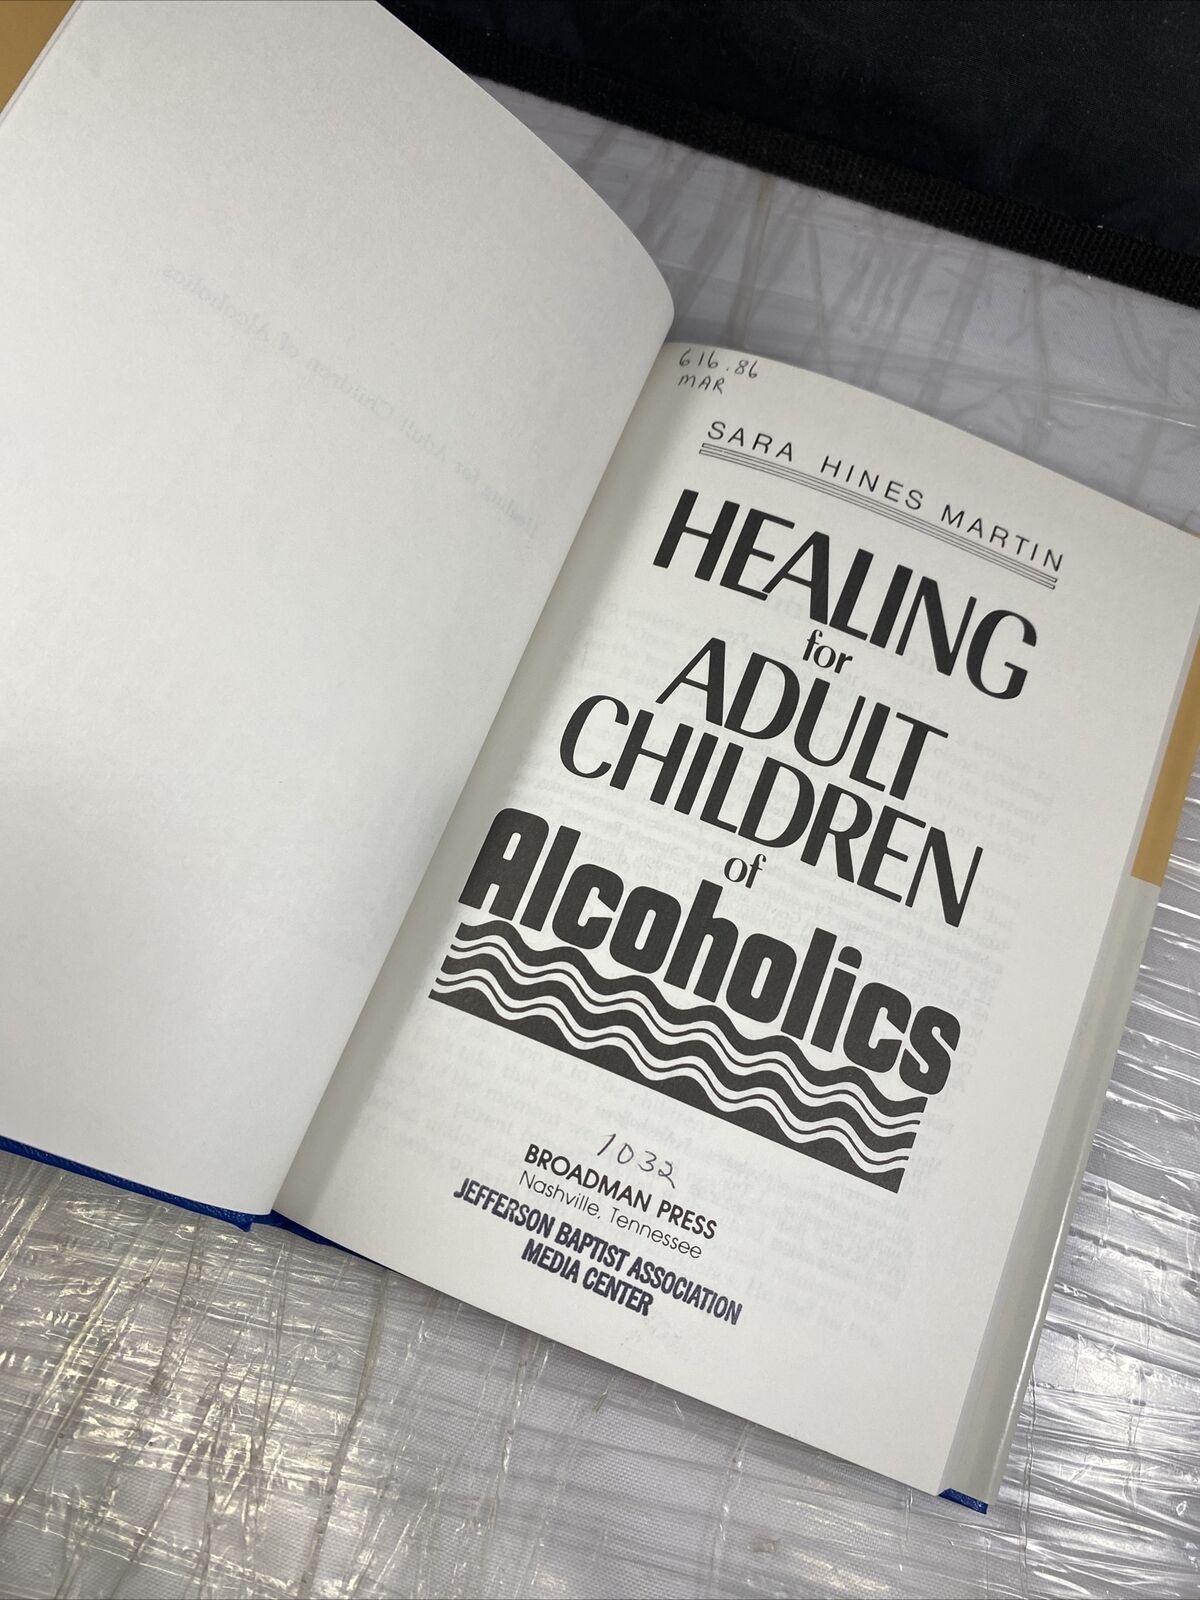 616.86
MAR
SARA HINES MARTIN
HEALING
for
ADULT
CHILDREN
of
Alcoholics
1032
BROADMAN PRESS
Nashville, Tennessee
JEFFERSON BAPTIST ASSOCIATION
MEDIA CENTER